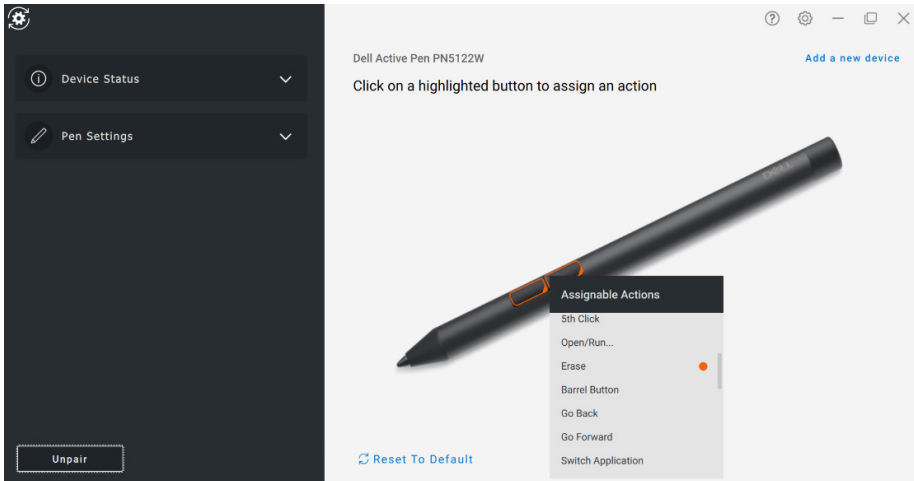 Device Status
Pen Settings
Unpair
Dell Active Pen PN5122W
Add a new device
Click on a highlighted button to assign an action
DELL
Assignable Actions
5th Click
Open/Run...
Erase
Barrel Button
Go Back
Go Forward
Switch Application
Reset To Default